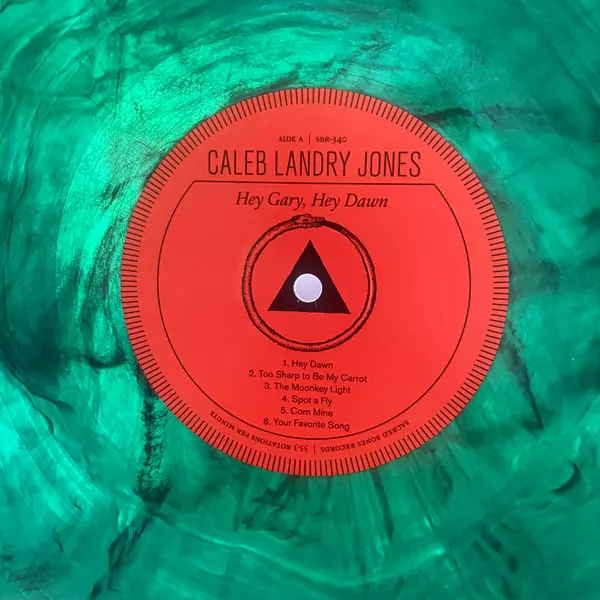 SIDE A | SBR-340
CALEB LANDRY JONES
Hey Gary, Hey Dawn
1. Hey Dawn
2. Too Sharp to Be My Carrot
3. The Moonkey Light
4. Spot a Fly
5. Corn Mine
6. Your Favorite Song
SACRED BONES RECORDS | 33.3 ROTATIONS PER MINUTE